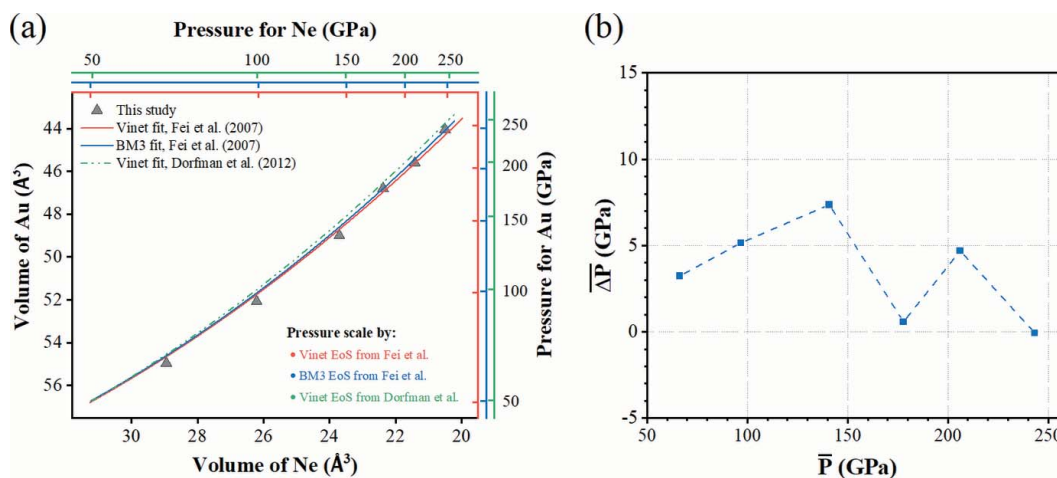 (a)
Pressure for Ne (GPa)
50 100 150 200 250
▲ This study
Vinet fit, Fei et al. (2007)
BM3 fit, Fei et al. (2007)
Vinet fit, Dorfman et al. (2012)
Volume of Au (Å³)
44
46
48
50
52
54
56
Pressure scale by:
• Vinet EoS from Fei et al.
• BM3 EoS from Fei et al.
• Vinet EoS from Dorfman et al.
250
200
150
100
50
Pressure for Au (GPa)
30 28 26 24 22 20
Volume of Ne (Å³)
(b)
15
10
5
0
-5
Δ̅P̅ (GPa)
50 100 150 200 250
P̅ (GPa)